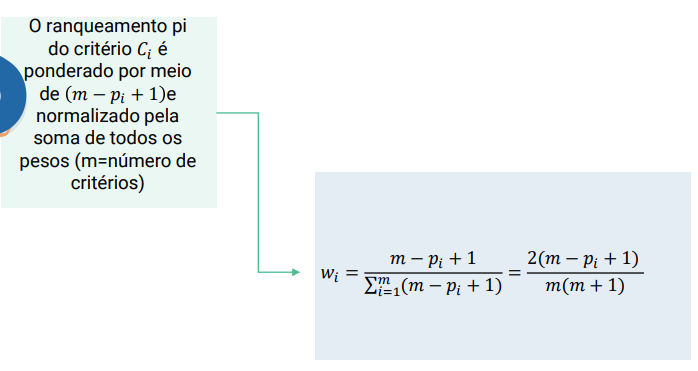 O ranqueamento pi
do critério C_i é
ponderado por meio
de (m − p_i + 1)e
normalizado pela
soma de todos os
pesos (m=número de
critérios)
w_i = \frac{m − p_i + 1}{\sum_{i=1}^{m}(m − p_i + 1)} = \frac{2(m − p_i + 1)}{m(m + 1)}